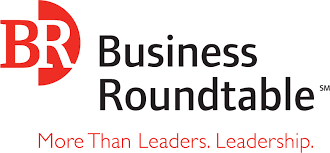 BR
Business
Roundtable℠
More Than Leaders. Leadership.